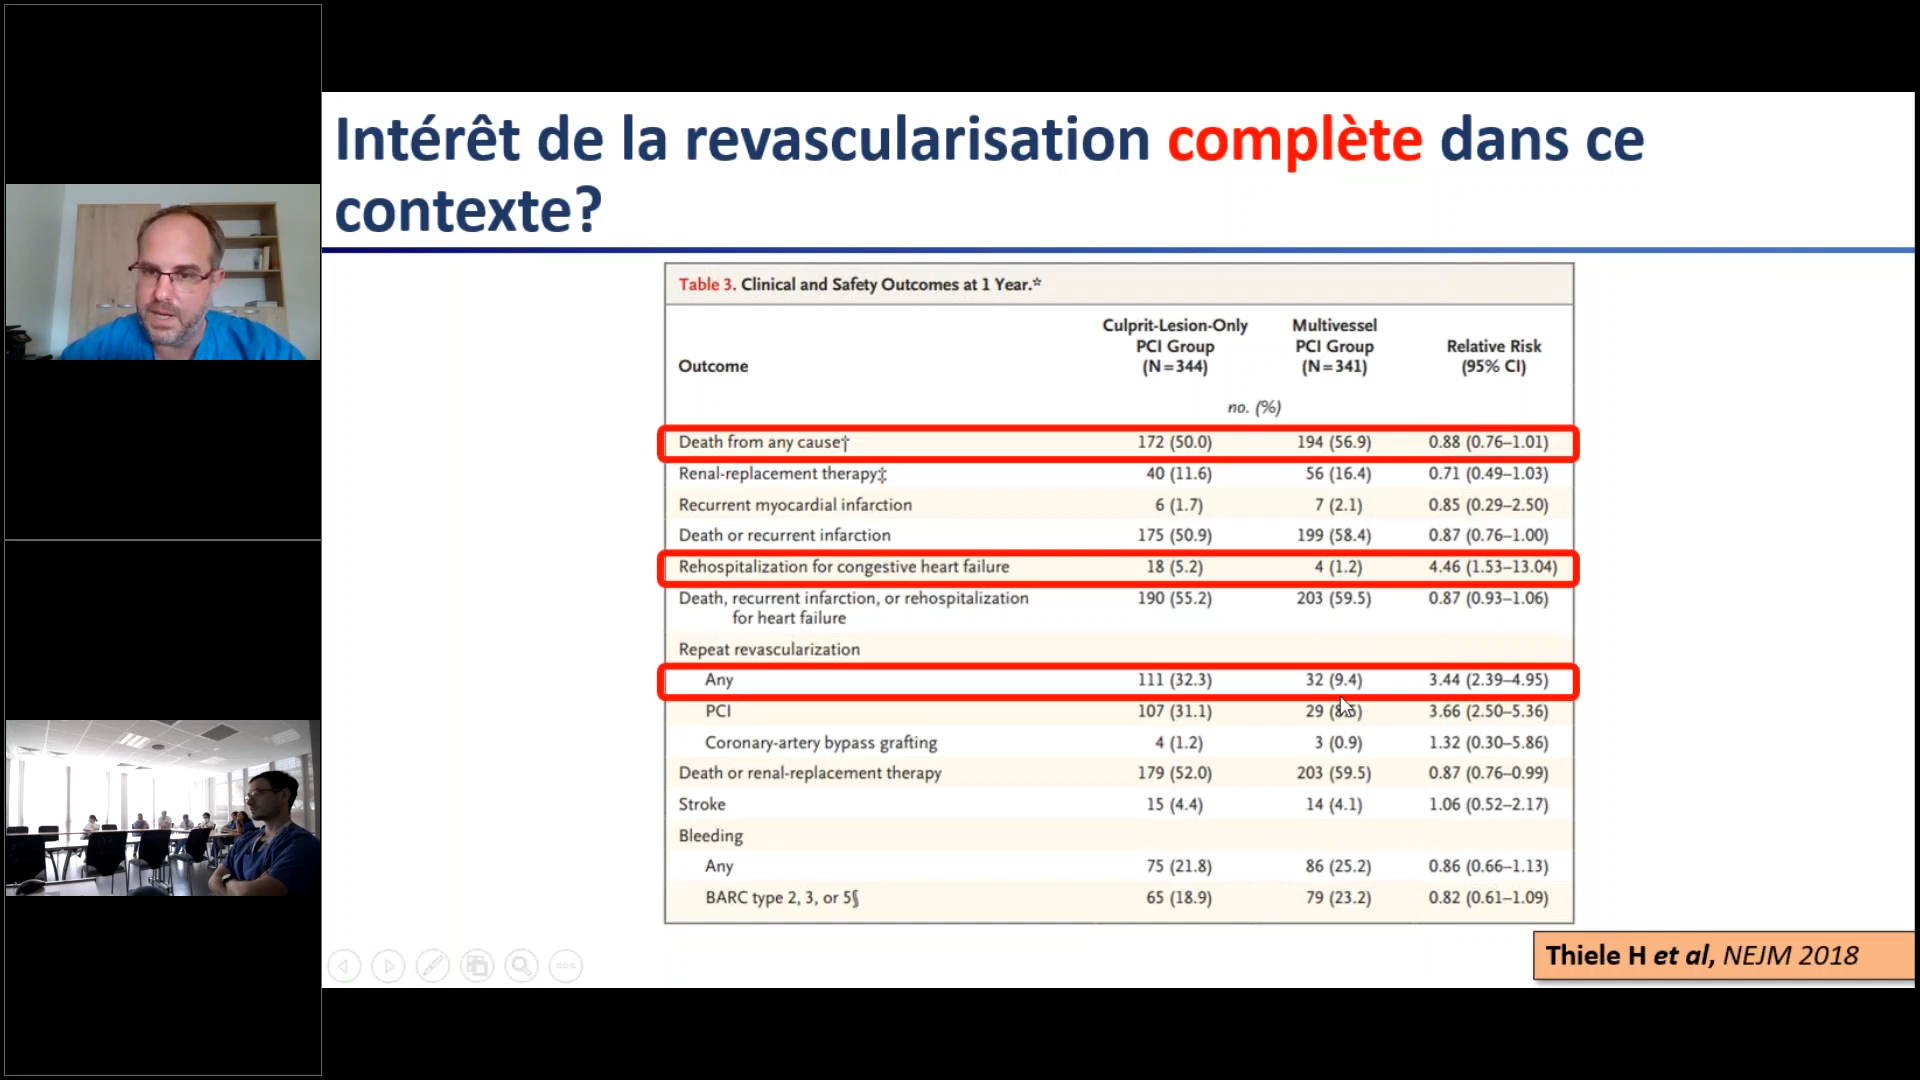 Intérêt de la revascularisation complète dans ce
contexte?
Table 3. Clinical and Safety Outcomes at 1 Year.*
Outcome
Culprit-Lesion-Only
PCI Group
(N=344)
Multivessel
PCI Group
(N=341)
Relative Risk
(95% CI)
no. (%)
Death from any cause† 172 (50.0) 194 (56.9) 0.88 (0.76–1.01)
Renal-replacement therapy‡ 40 (11.6) 56 (16.4) 0.71 (0.49–1.03)
Recurrent myocardial infarction 6 (1.7) 7 (2.1) 0.85 (0.29–2.50)
Death or recurrent infarction 175 (50.9) 199 (58.4) 0.87 (0.76–1.00)
Rehospitalization for congestive heart failure 18 (5.2) 4 (1.2) 4.46 (1.53–13.04)
Death, recurrent infarction, or rehospitalization 190 (55.2) 203 (59.5) 0.87 (0.93–1.06)
for heart failure
Repeat revascularization
Any 111 (32.3) 32 (9.4) 3.44 (2.39–4.95)
PCI 107 (31.1) 29 3.66 (2.50–5.36)
Coronary-artery bypass grafting 4 (1.2) 3 (0.9) 1.32 (0.30–5.86)
Death or renal-replacement therapy 179 (52.0) 203 (59.5) 0.87 (0.76–0.99)
Stroke 15 (4.4) 14 (4.1) 1.06 (0.52–2.17)
Bleeding
Any 75 (21.8) 86 (25.2) 0.86 (0.66–1.13)
BARC type 2, 3, or 5§ 65 (18.9) 79 (23.2) 0.82 (0.61–1.09)
Thiele H et al, NEJM 2018